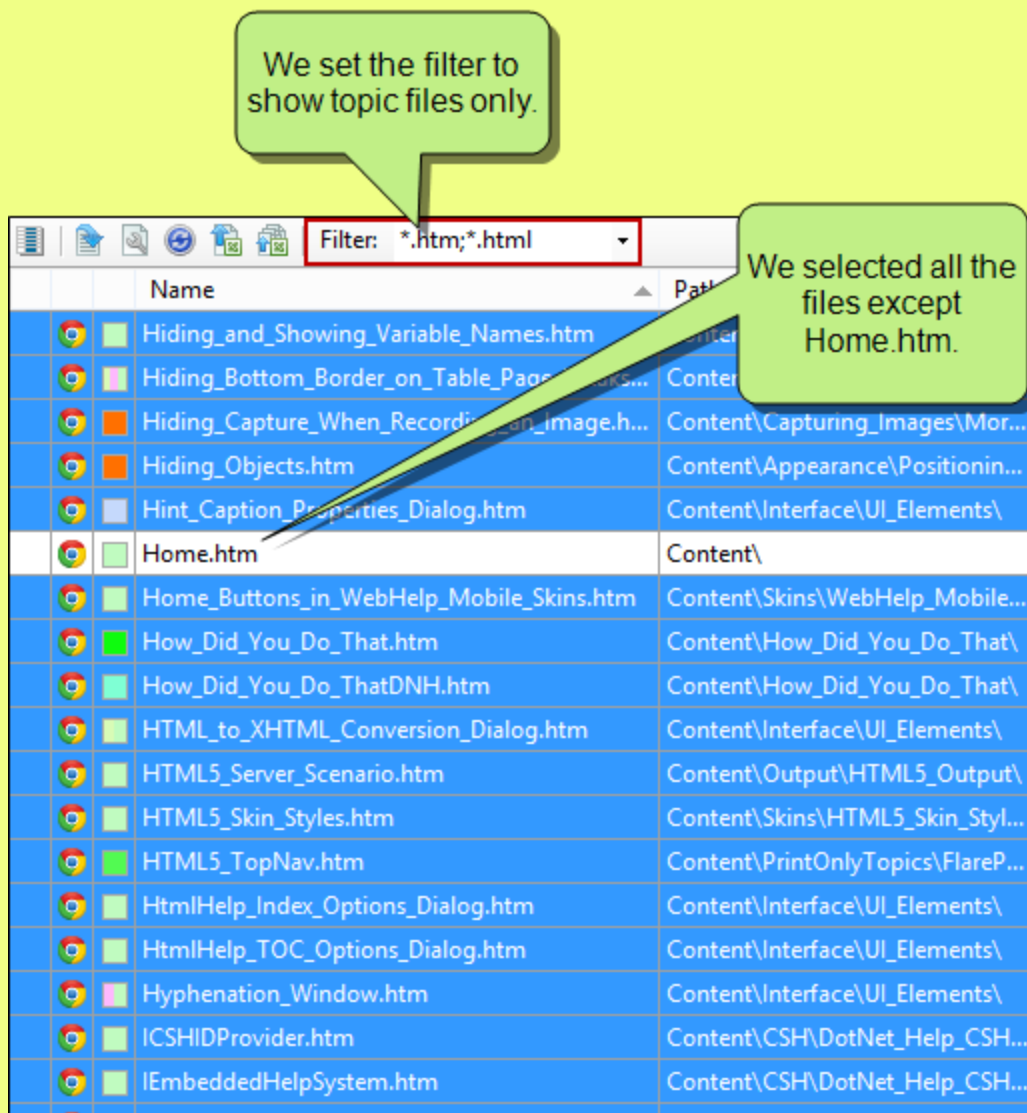 We set the filter to
show topic files only.
Filter: *.htm;*.html
We selected all the
files except
Home.htm.
Name
Hiding_and_Showing_Variable_Names.htm
Hiding_Bottom_Border_on_Table_Page
Hiding_Capture_When_Recording_an_Image.h... Content\Capturing_Images\Mor...
Hiding_Objects.htm Content\Appearance\Positionin...
Hint_Caption_Properties_Dialog.htm Content\Interface\UI_Elements\
Home.htm Content\
Home_Buttons_in_WebHelp_Mobile_Skins.htm Content\Skins\WebHelp_Mobile...
How_Did_You_Do_That.htm Content\How_Did_You_Do_That\
How_Did_You_Do_ThatDNH.htm Content\How_Did_You_Do_That\
HTML_to_XHTML_Conversion_Dialog.htm Content\Interface\UI_Elements\
HTML5_Server_Scenario.htm Content\Output\HTML5_Output\
HTML5_Skin_Styles.htm Content\Skins\HTML5_Skin_Styl...
HTML5_TopNav.htm Content\PrintOnlyTopics\FlareP...
HtmlHelp_Index_Options_Dialog.htm Content\Interface\UI_Elements\
HtmlHelp_TOC_Options_Dialog.htm Content\Interface\UI_Elements\
Hyphenation_Window.htm Content\Interface\UI_Elements\
ICSHIDProvider.htm Content\CSH\DotNet_Help_CSH...
IEmbeddedHelpSystem.htm Content\CSH\DotNet_Help_CSH...